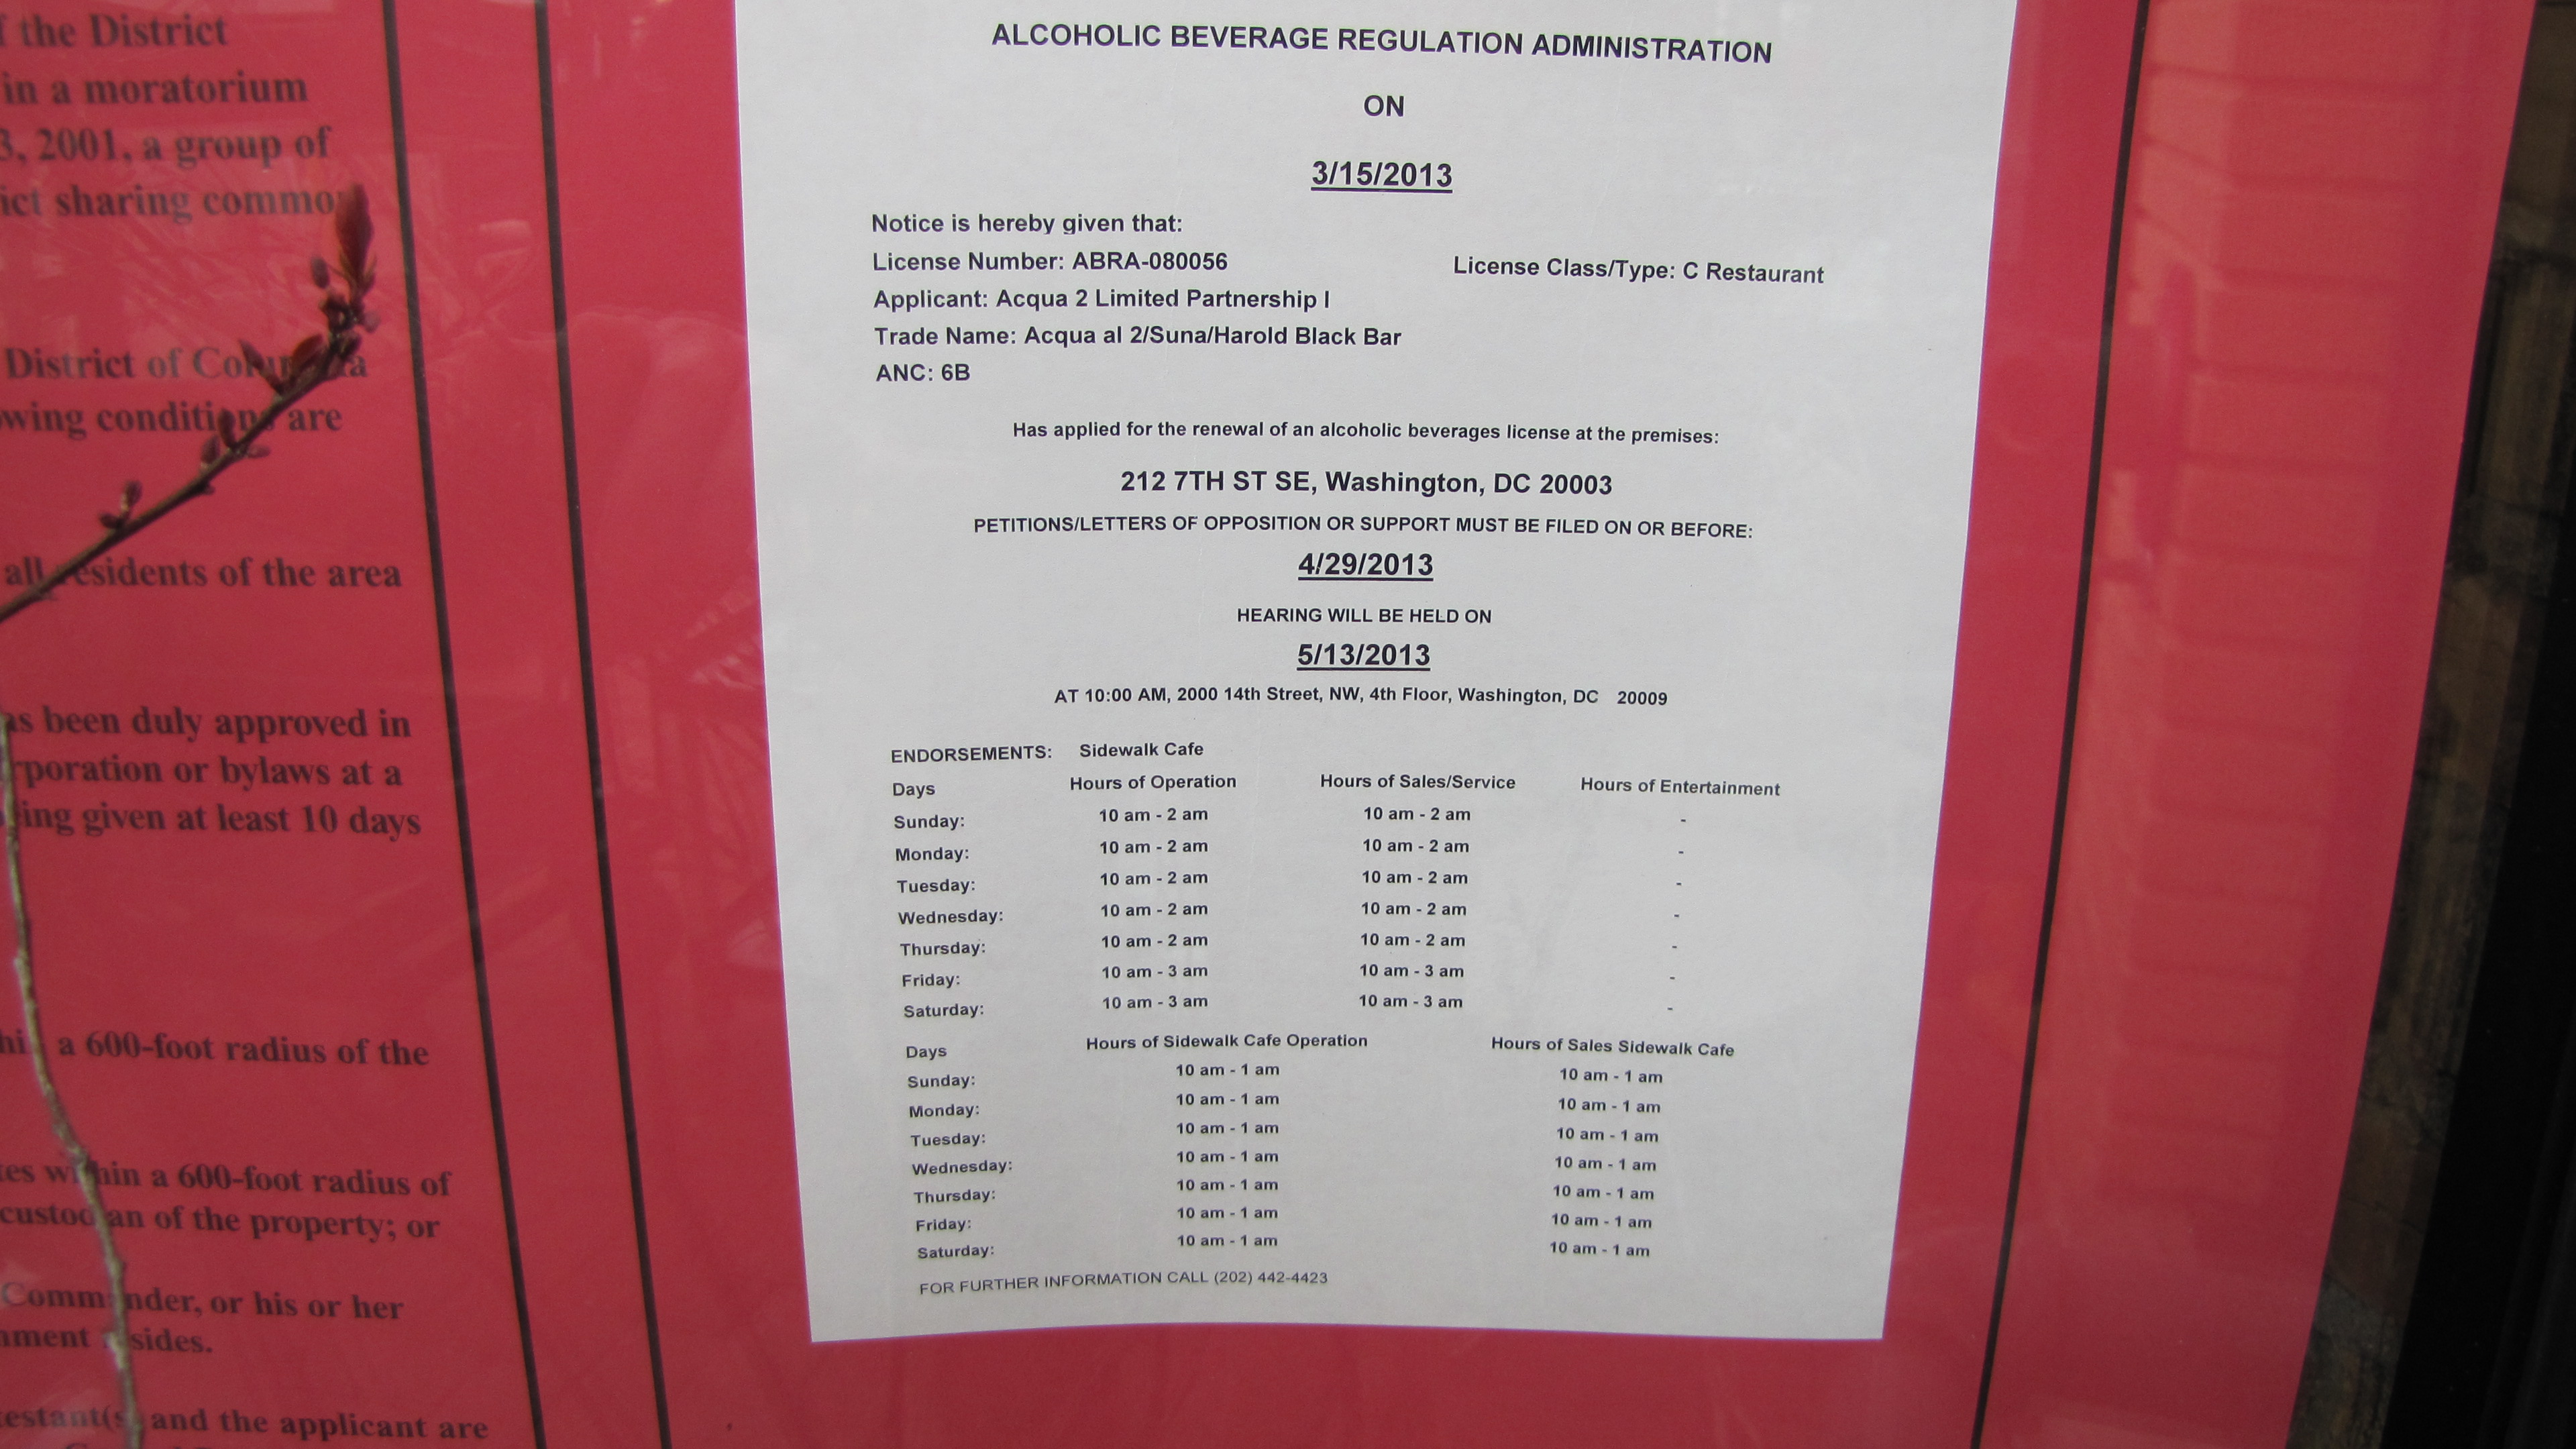 f the District
in a moratorium
3, 2001, a group of
ict sharing
District of
owing conditions are
all residents of the area
as been duly approved in
rporation or bylaws at a
ing given at least 10 days
a 600-foot radius of the
within a 600-foot radius of
custodian of the property; or
Commander, or his or her
nment resides.
testant(s) and the applicant are
ALCOHOLIC BEVERAGE REGULATION ADMINISTRATION
ON
3/15/2013
Notice is hereby given that:
License Number: ABRA-080056 License Class/Type: C Restaurant
Applicant: Acqua 2 Limited Partnership I
Trade Name: Acqua al 2/Suna/Harold Black Bar
ANC: 6B
Has applied for the renewal of an alcoholic beverages license at the premises:
212 7TH ST SE, Washington, DC 20003
PETITIONS/LETTERS OF OPPOSITION OR SUPPORT MUST BE FILED ON OR BEFORE:
4/29/2013
HEARING WILL BE HELD ON
5/13/2013
AT 10:00 AM, 2000 14th Street, NW, 4th Floor, Washington, DC 20009
ENDORSEMENTS: Sidewalk Cafe
Days Hours of Operation Hours of Sales/Service Hours of Entertainment
Sunday: 10 am - 2 am 10 am - 2 am -
Monday: 10 am - 2 am 10 am - 2 am -
Tuesday: 10 am - 2 am 10 am - 2 am -
Wednesday: 10 am - 2 am 10 am - 2 am -
Thursday: 10 am - 2 am 10 am - 2 am -
Friday: 10 am - 3 am 10 am - 3 am -
Saturday: 10 am - 3 am 10 am - 3 am -
Days Hours of Sidewalk Cafe Operation Hours of Sales Sidewalk Cafe
Sunday: 10 am - 1 am 10 am - 1 am
Monday: 10 am - 1 am 10 am - 1 am
Tuesday: 10 am - 1 am 10 am - 1 am
Wednesday: 10 am - 1 am 10 am - 1 am
Thursday: 10 am - 1 am 10 am - 1 am
Friday: 10 am - 1 am 10 am - 1 am
Saturday: 10 am - 1 am 10 am - 1 am
FOR FURTHER INFORMATION CALL (202) 442-4423